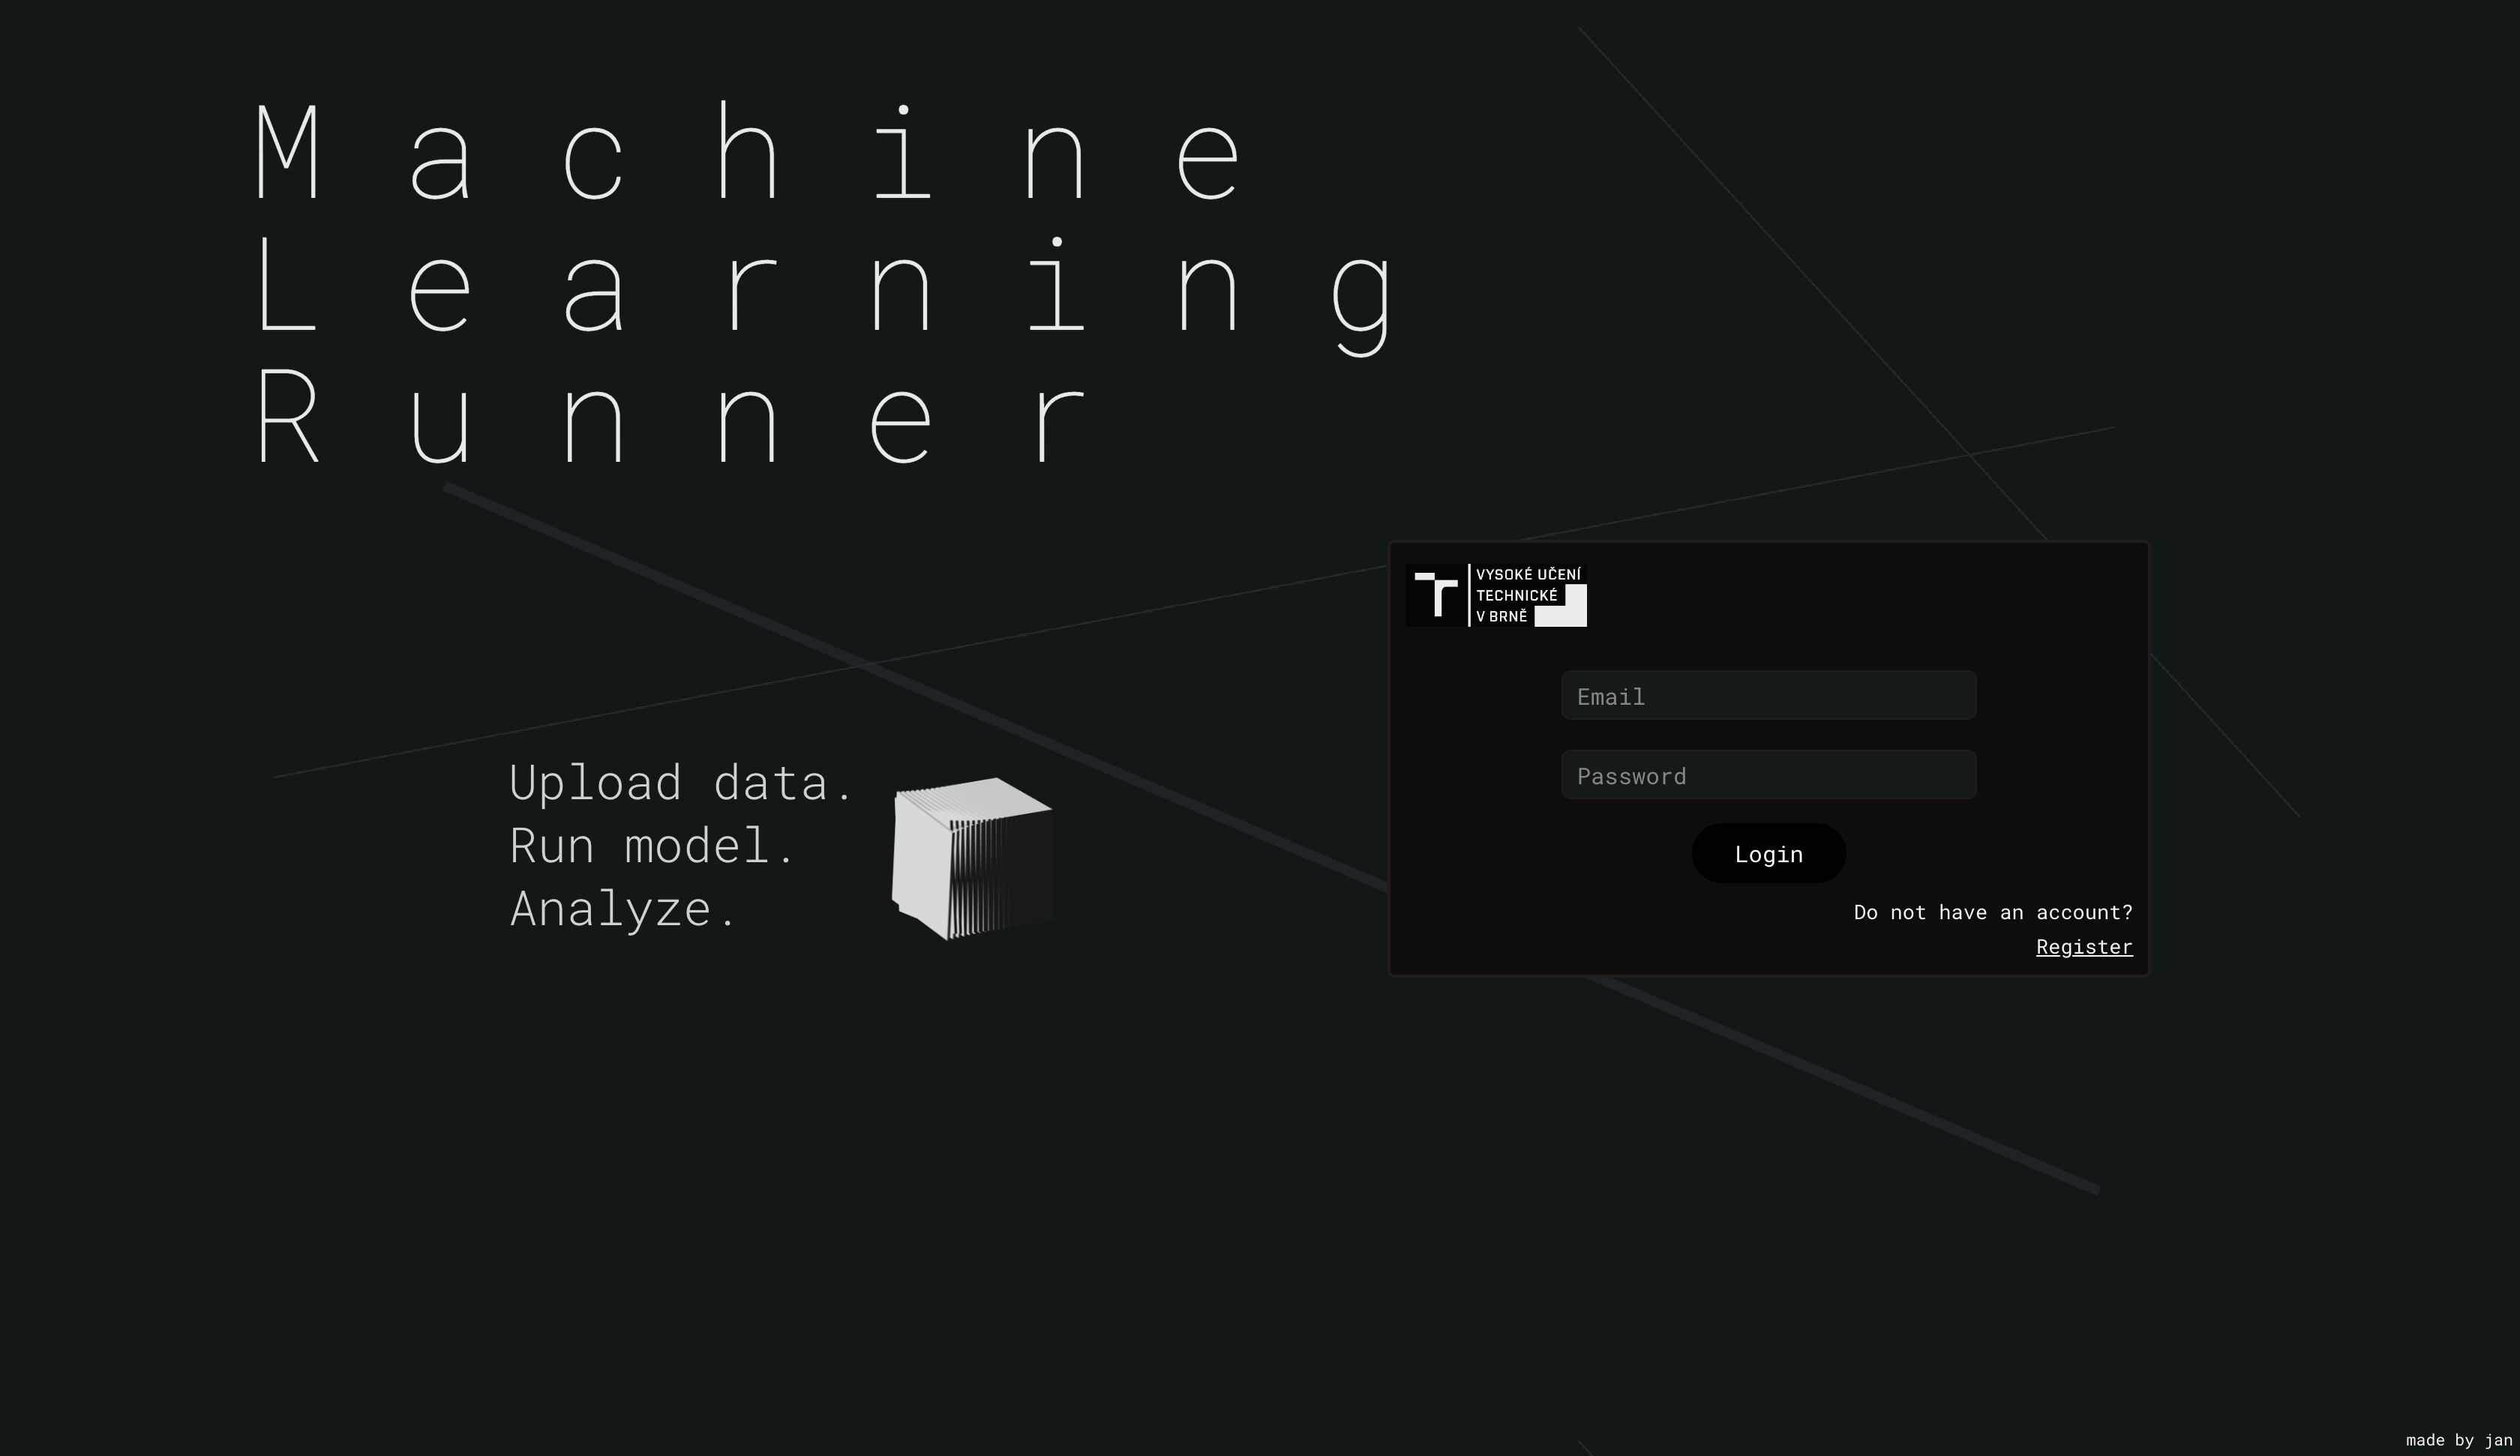 Machine
Learning
Runner
Upload data.
Run model.
Analyze.
VYSOKÉ UČENÍ
TECHNICKÉ
V BRNĚ
Email
Password
Login
Do not have an account?
Register
made by jan